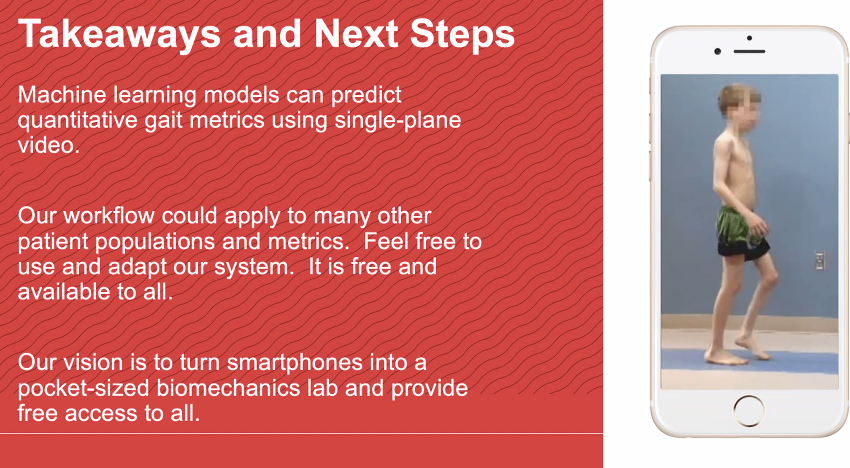 Takeaways and Next Steps
Machine learning models can predict
quantitative gait metrics using single-plane
video.
Our workflow could apply to many other
patient populations and metrics.  Feel free to
use and adapt our system.  It is free and
available to all.
Our vision is to turn smartphones into a
pocket-sized biomechanics lab and provide
free access to all.